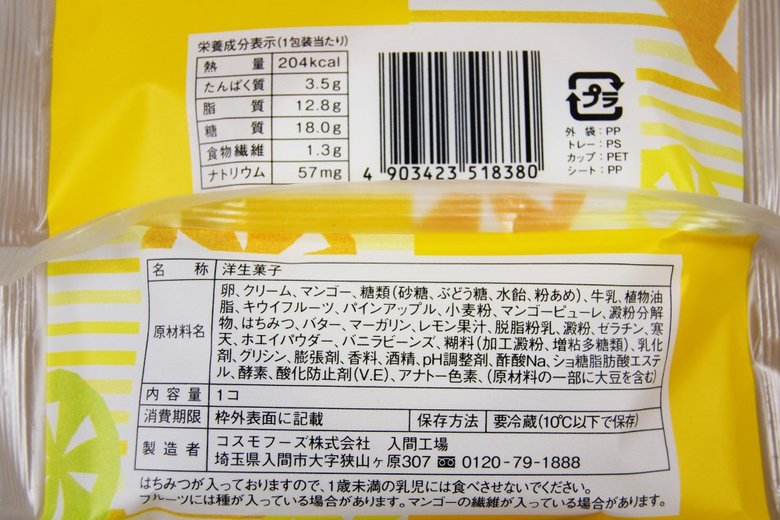 栄養成分表示(1包装当たり)
熱量 204kcal
たんぱく質 3.5g
脂質 12.8g
糖質 18.0g
食物繊維 1.3g
ナトリウム 57mg
4 903423 518380
プラ
外袋:PP
トレー:PS
カップ:PET
シート:PP
名称 洋生菓子
原材料名 卵、クリーム、マンゴー、糖類(砂糖、ぶどう糖、水飴、粉あめ)、牛乳、植物油
脂、キウイフルーツ、パインアップル、小麦粉、マンゴーピューレ、澱粉分解
物、はちみつ、バター、マーガリン、レモン果汁、脱脂粉乳、澱粉、ゼラチン、寒
天、ホエイパウダー、バニラビーンズ、糊料(加工澱粉、増粘多糖類)、乳化
剤、グリシン、膨張剤、香料、酒精、pH調整剤、酢酸Na、ショ糖脂肪酸エステ
ル、酵素、酸化防止剤(V.E)、アナトー色素、(原材料の一部に大豆を含む)
内容量 1コ
消費期限 枠外表面に記載 保存方法 要冷蔵(10℃以下で保存)
製造者 コスモフーズ株式会社 入間工場
埼玉県入間市大字狭山ヶ原307 0120-79-1888
はちみつが入っておりますので、1歳未満の乳児には食べさせないでください。
フルーツには種が入っている場合があります。マンゴーの繊維が入っている場合があります。